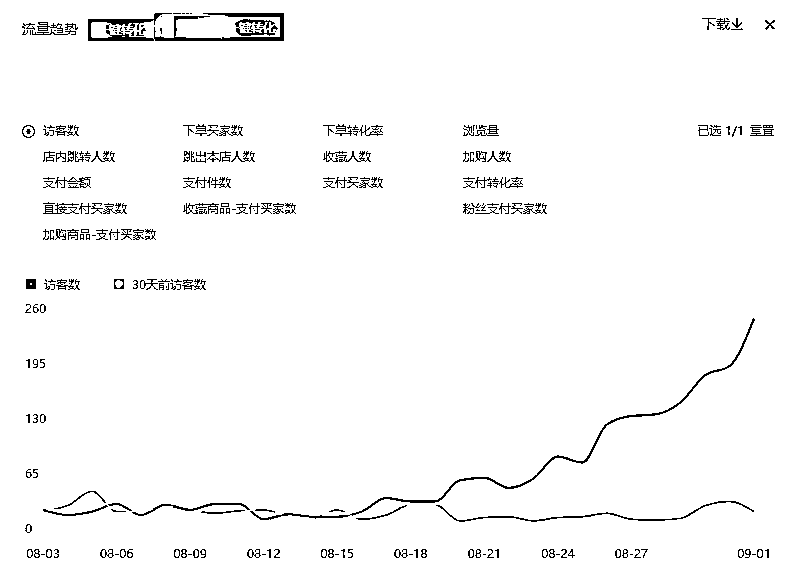 流量趋势
下载
访客数 下单买家数 下单转化率 浏览量 已选 1/1 重置
店内跳转人数 跳出本店人数 收藏人数 加购人数
支付金额 支付件数 支付买家数 支付转化率
直接支付买家数 收藏商品-支付买家数 粉丝支付买家数
加购商品-支付买家数
访客数 30天前访客数
260
195
130
65
0
08-03 08-06 08-09 08-12 08-15 08-18 08-21 08-24 08-27 09-01